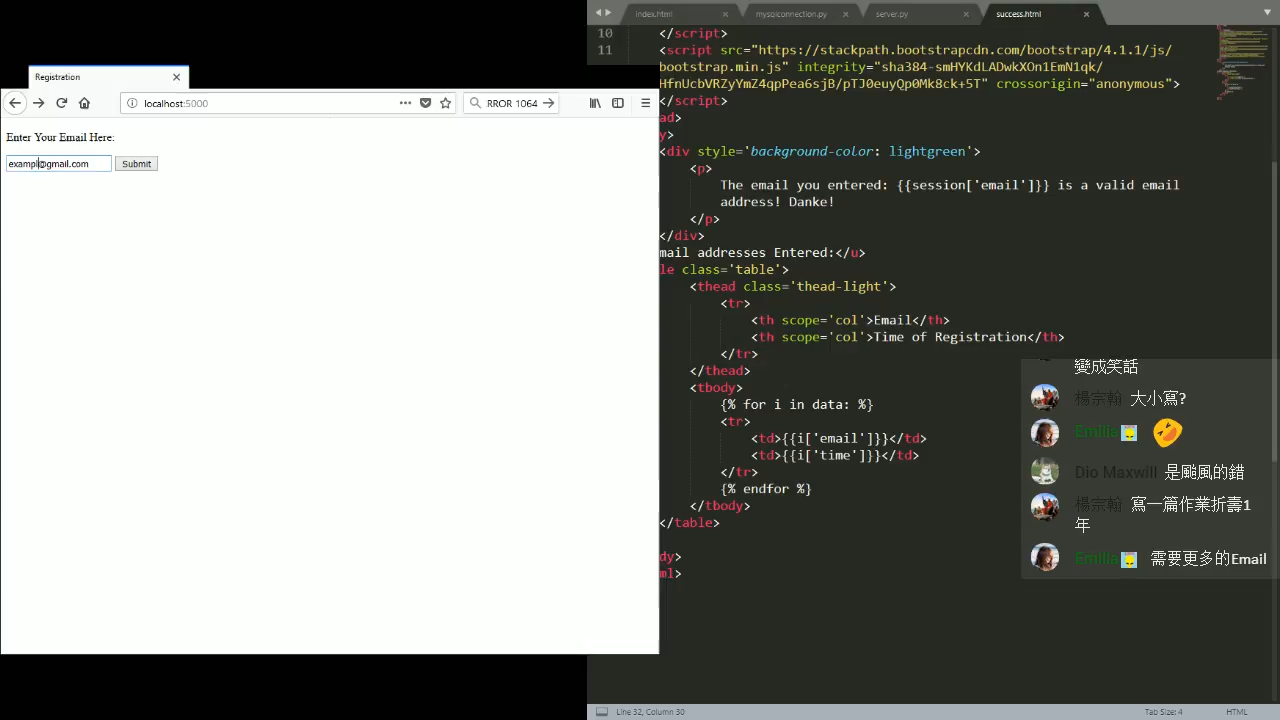 Registration
localhost:5000
RROR 1064
Enter Your Email Here:
exampl@gmail.com
Submit
index.html
mysqlconnection.py
server.py
success.html
10 </script>
11 <script src="https://stackpath.bootstrapcdn.com/bootstrap/4.1.1/js/
bootstrap.min.js" integrity="sha384-smHYKdLADwkXOn1EmN1qk/
HfnUcbVRZyYmZ4qpPea6sjB/pTJ0euyQp0Mk8ck+5T" crossorigin="anonymous">
</script>
ad>
y>
<div style='background-color: lightgreen'>
<p>
The email you entered: {{session['email']}} is a valid email
address! Danke!
</p>
</div>
mail addresses Entered:</u>
le class='table'>
<thead class='thead-light'>
<tr>
<th scope='col'>Email</th>
<th scope='col'>Time of Registration</th>
</tr>
</thead>
<tbody>
{% for i in data: %}
<tr>
<td>{{i['email']}}</td>
<td>{{i['time']}}</td>
</tr>
{% endfor %}
</tbody>
</table>
dy>
ml>
變成笑話
楊宗翰 大小寫?
Emilia
Dio Maxwill 是颱風的錯
楊宗翰 寫一篇作業折壽1
年
Emilia 需要更多的Email
Line 32, Column 30
Tab Size: 4
HTML